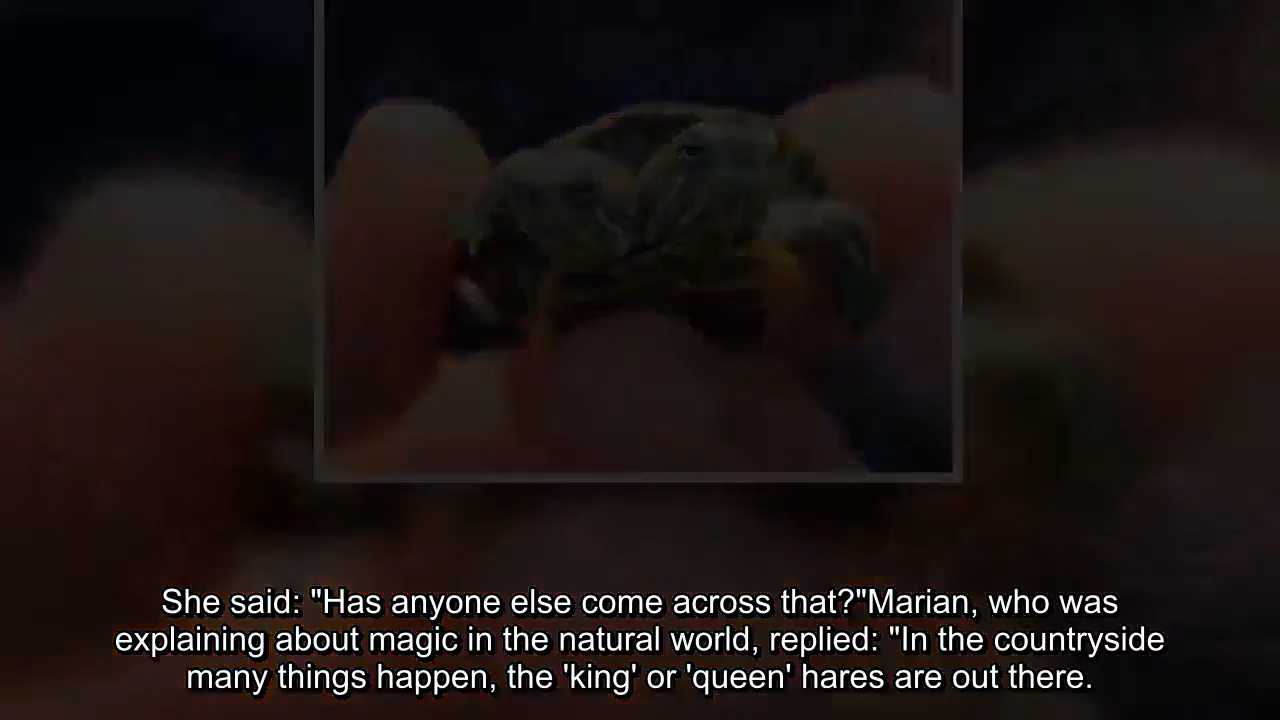 She said: "Has anyone else come across that?"Marian, who was
explaining about magic in the natural world, replied: "In the countryside
many things happen, the 'king' or 'queen' hares are out there.